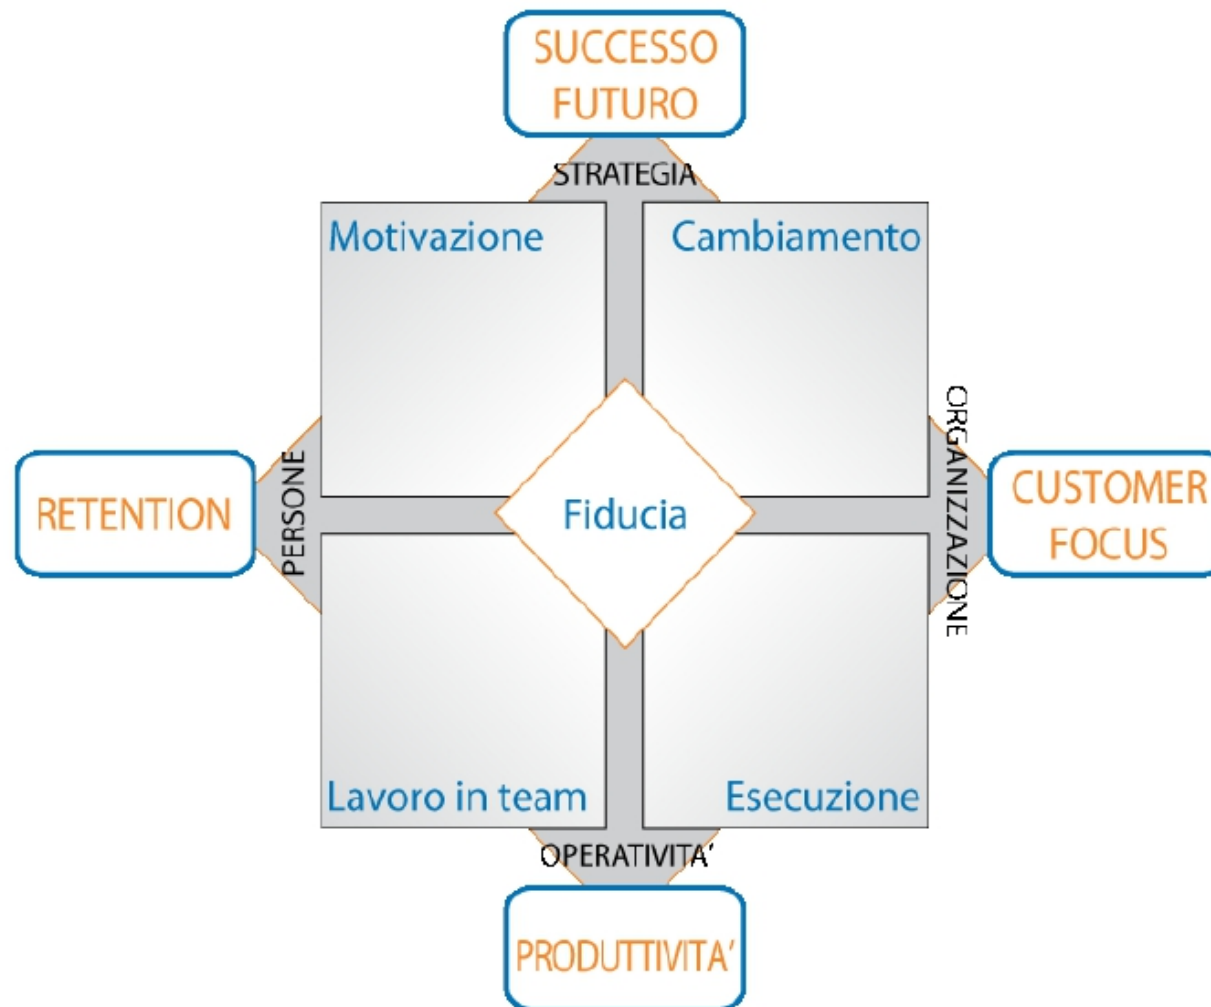 SUCCESSO
FUTURO
STRATEGIA
Motivazione
Cambiamento
RETENTION
PERSONE
Fiducia
ORGANIZZAZIONE
CUSTOMER
FOCUS
Lavoro in team
Esecuzione
OPERATIVITA'
PRODUTTIVITA'